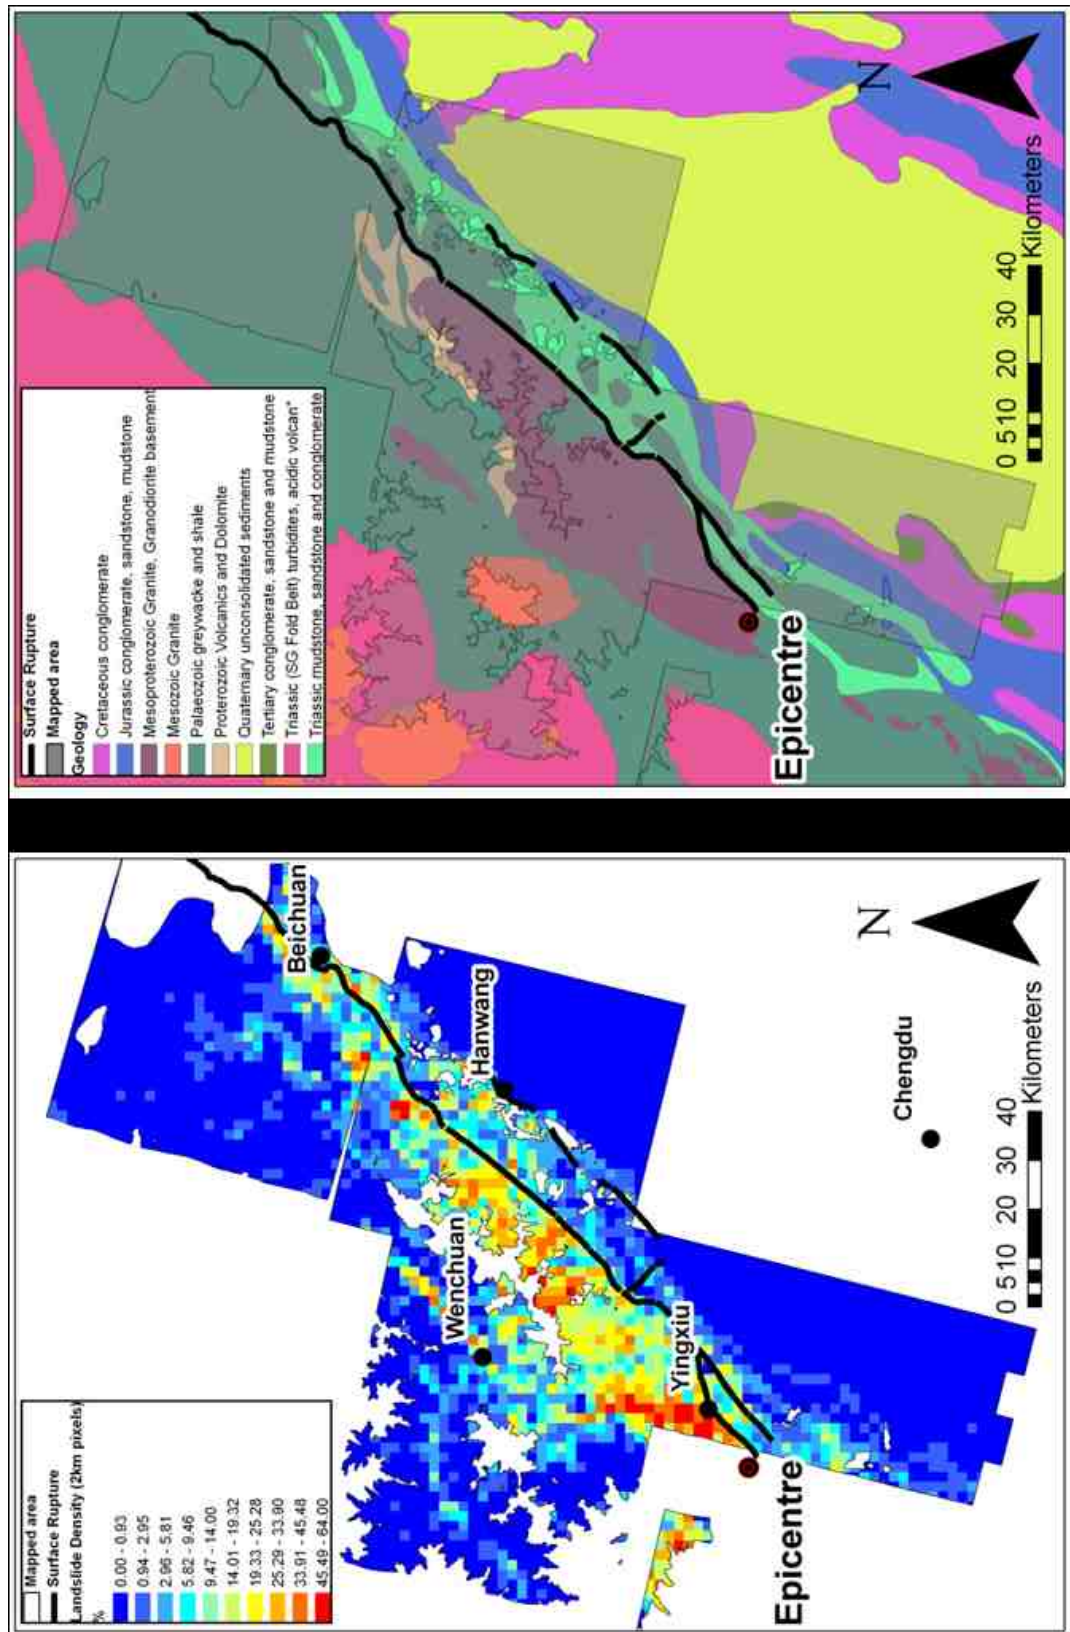 Mapped area
Surface Rupture
Landslide Density (2km pixels)
%
0.00 - 0.93
0.94 - 2.95
2.96 - 5.81
5.82 - 9.46
9.47 - 14.00
14.01 - 19.32
19.33 - 25.28
25.29 - 33.90
33.91 - 45.48
45.49 - 64.00
Beichuan
Wenchuan
Hanwang
Yingxiu
Epicentre
Chengdu
N
0 5 10 20 30 40
Kilometers
Surface Rupture
Mapped area
Geology
Cretaceous conglomerate
Jurassic conglomerate, sandstone, mudstone
Mesoproterozoic Granite, Granodiorite basement
Mesozoic Granite
Palaeozoic greywacke and shale
Proterozoic Volcanics and Dolomite
Quaternary unconsolidated sediments
Tertiary conglomerate, sandstone and mudstone
Triassic (SG Fold Belt) turbidites, acidic volcan*
Triassic mudstone, sandstone and conglomerate
Epicentre
N
0 5 10 20 30 40
Kilometers